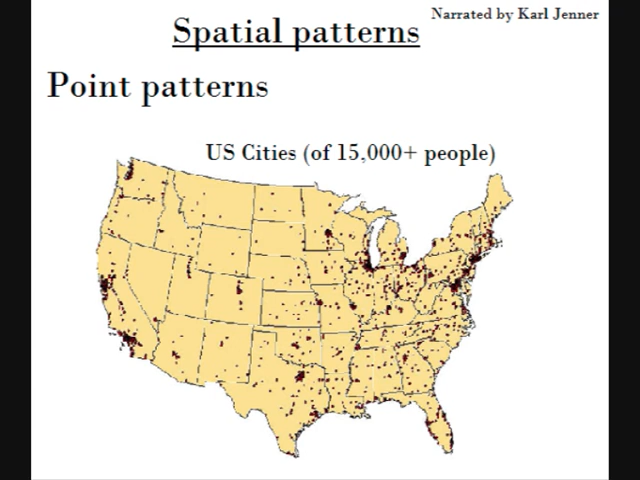 Narrated by Karl Jenner
Spatial patterns
Point patterns
US Cities (of 15,000+ people)